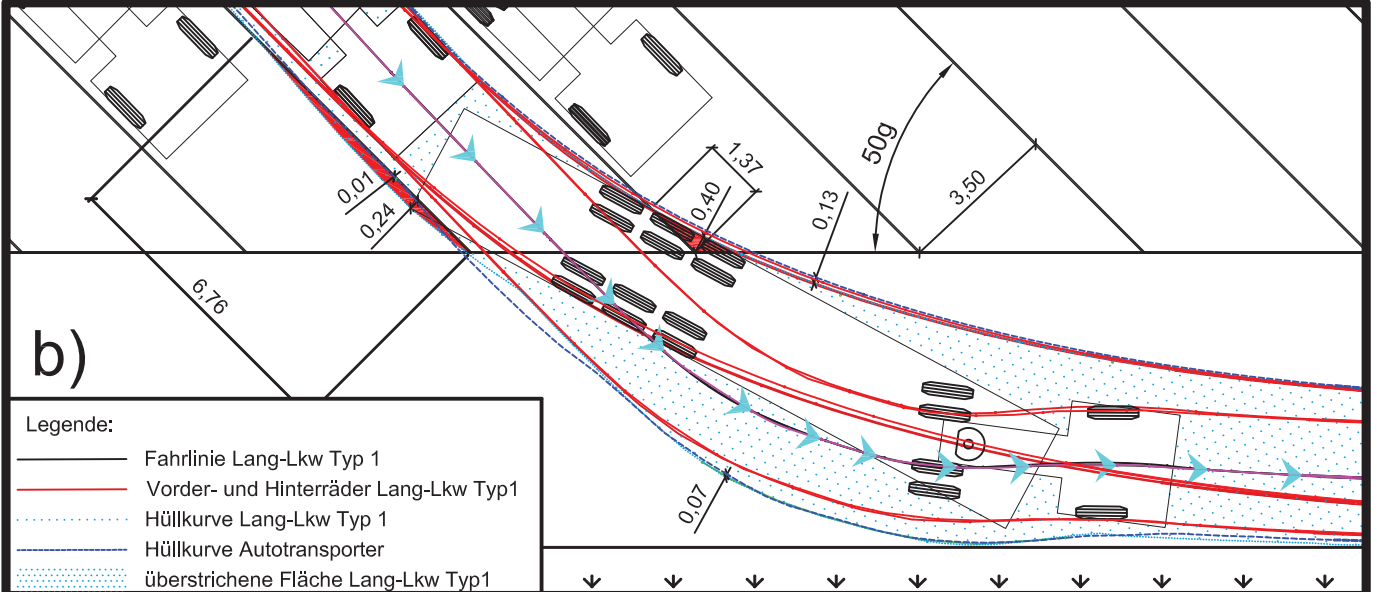 1,37
50g
0,40
3,50
0,01
0,13
0,24
6,76
b)
0,07
Legende:
Fahrlinie Lang-Lkw Typ 1
Vorder- und Hinterräder Lang-Lkw Typ1
Hüllkurve Lang-Lkw Typ 1
Hüllkurve Autotransporter
überstrichene Fläche Lang-Lkw Typ1